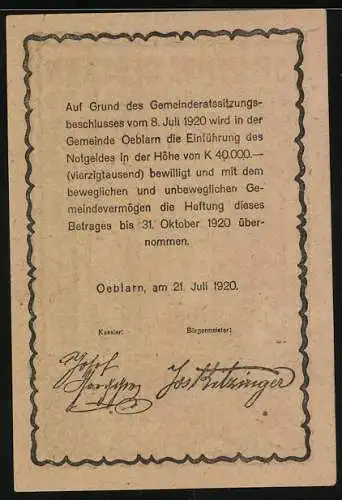 Auf Grund des Gemeinderatssitzungs-
beschlusses vom 8. Juli 1920 wird in der
Gemeinde Oeblarn die Einführung des
Notgeldes in der Höhe von K 40.000.—
(vierzigtausend) bewilligt und mit dem
beweglichen und unbeweglichen Ge-
meindevermögen die Haftung dieses
Betrages bis 31. Oktober 1920 über-
nommen.
Oeblarn, am 21. Juli 1920.
Kassier: Bürgermeister:
Josef